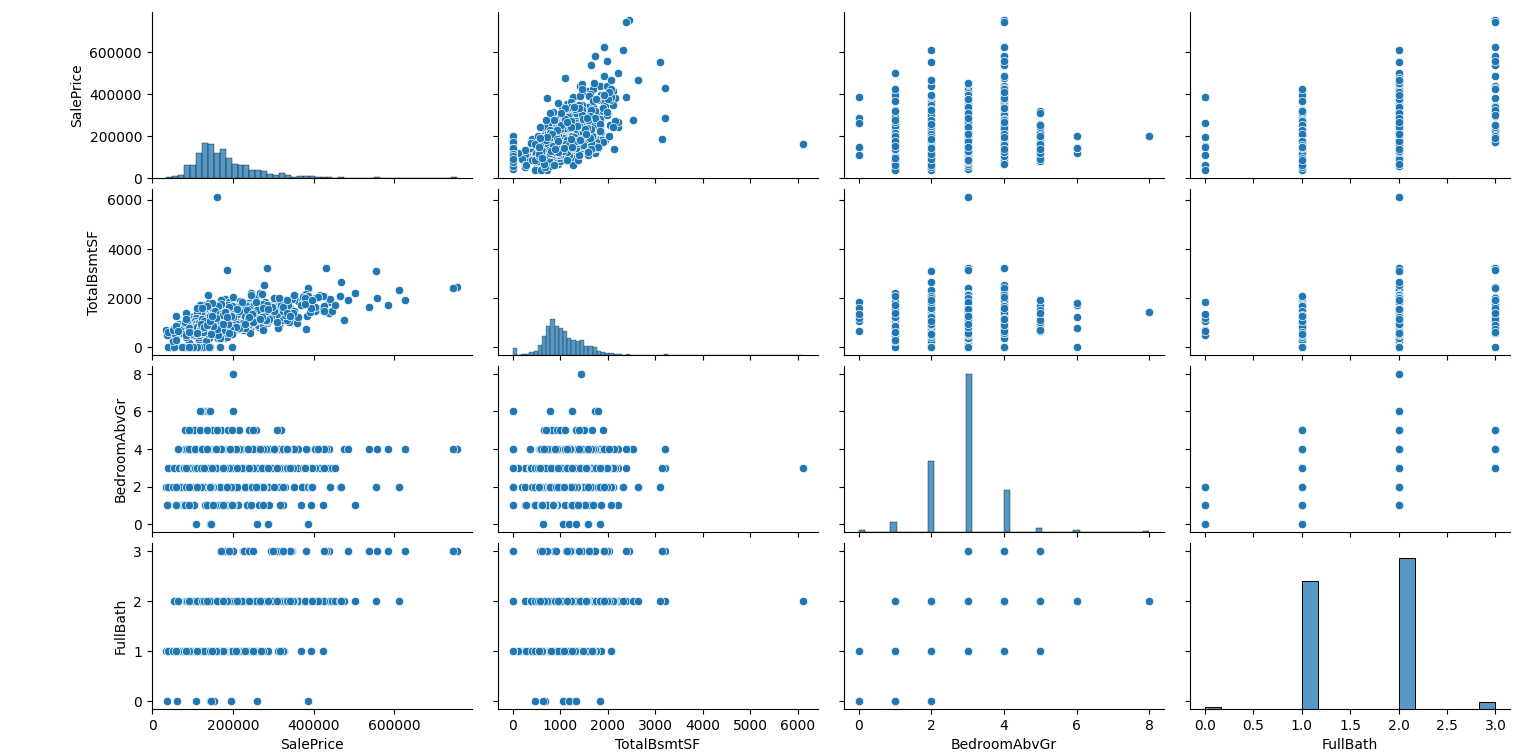 SalePrice
600000
400000
200000
0
TotalBsmtSF
6000
4000
2000
0
BedroomAbvGr
8
6
4
2
0
FullBath
3
2
1
0
0 200000 400000 600000
0 1000 2000 3000 4000 5000 6000
0 2 4 6 8
0.0 0.5 1.0 1.5 2.0 2.5 3.0
SalePrice TotalBsmtSF BedroomAbvGr FullBath